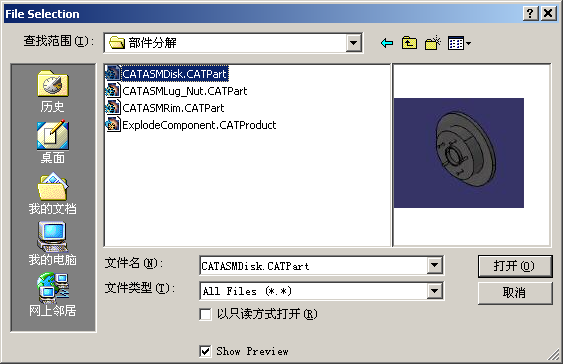 File Selection
查找范围(I):
部件分解
CATASMDisk.CATPart
CATASMLug_Nut.CATPart
CATASMRim.CATPart
ExplodeComponent.CATProduct
历史
桌面
我的文档
我的电脑
网上邻居
文件名(N):
CATASMDisk.CATPart
打开(O)
文件类型(T):
All Files (*.*)
取消
以只读方式打开(R)
Show Preview